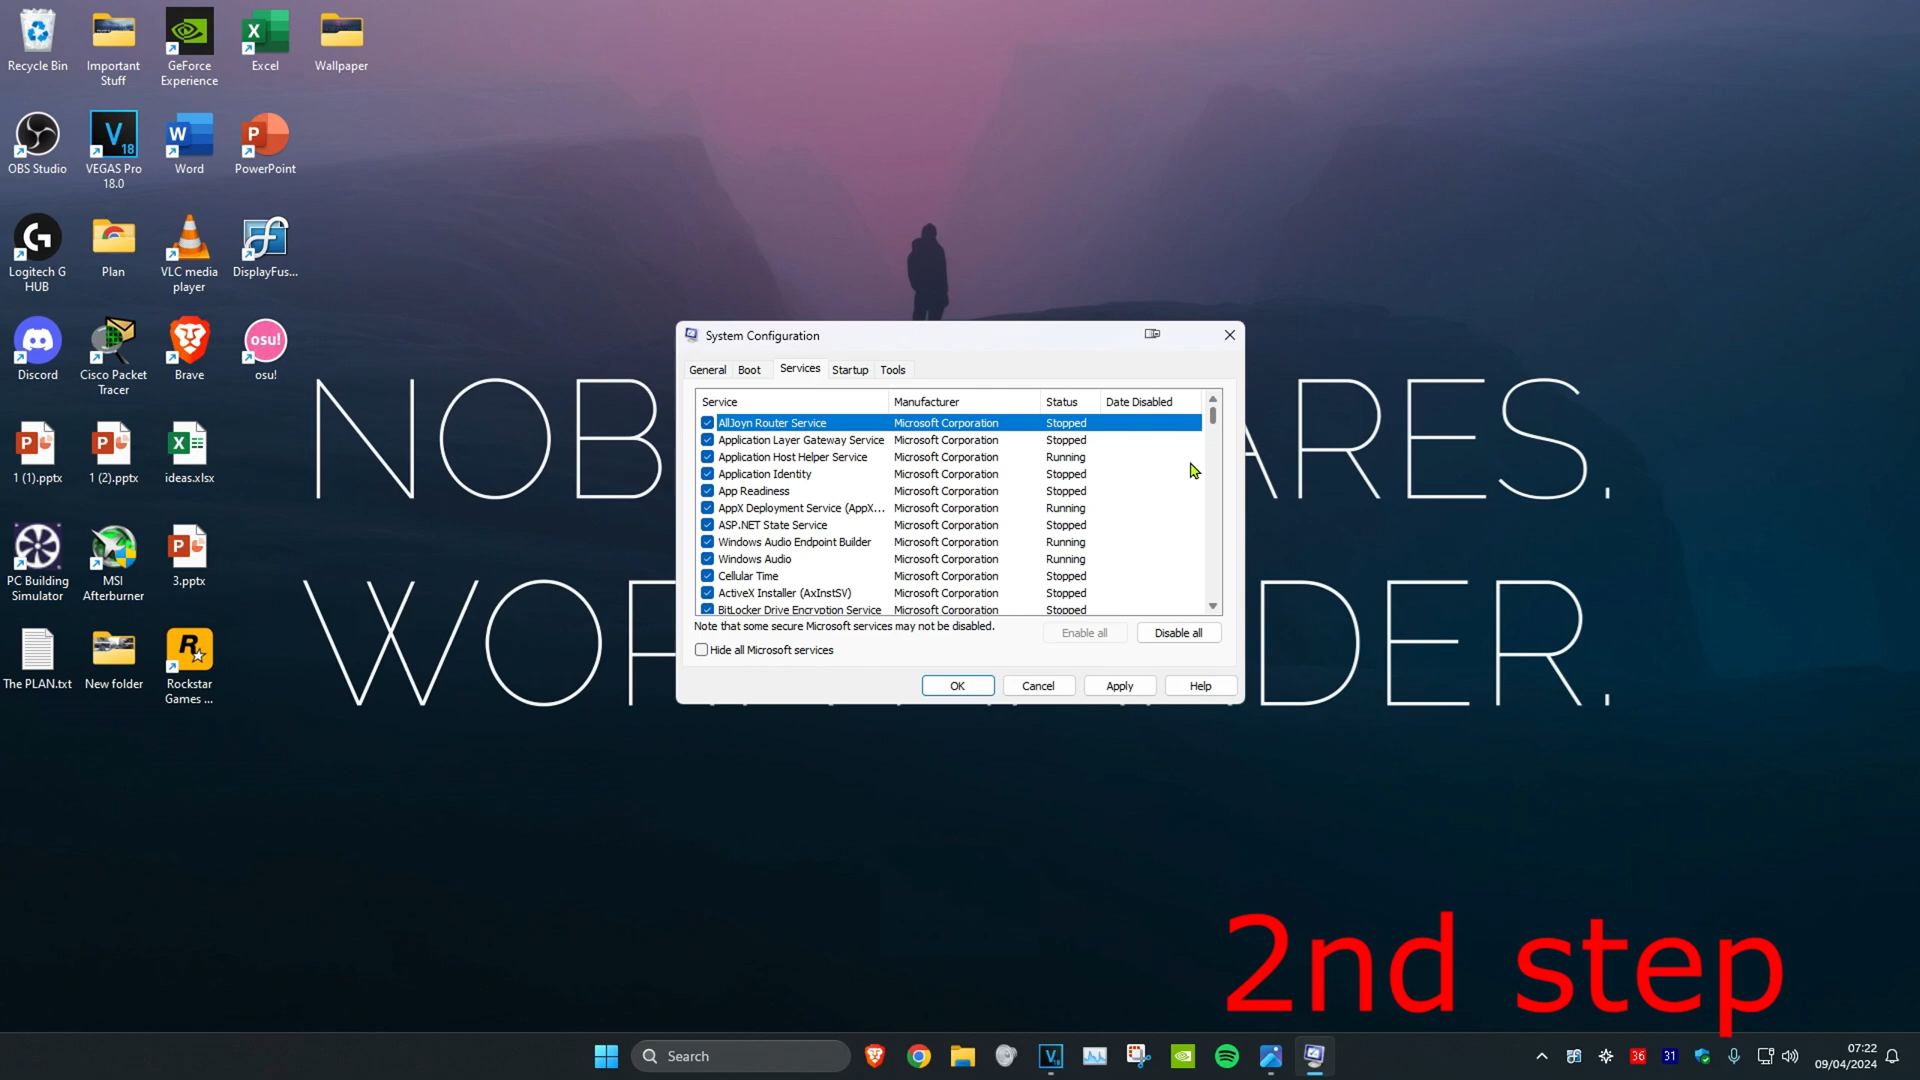 Recycle Bin
Important
Stuff
GeForce
Experience
Excel
Wallpaper
OBS Studio
VEGAS Pro
18.0
Word
PowerPoint
Logitech G
HUB
Plan
VLC media
player
DisplayFus...
Discord
Cisco Packet
Tracer
Brave
osu!
osu!
1 (1).pptx
1 (2).pptx
ideas.xlsx
PC Building
Simulator
MSI
Afterburner
3.pptx
The PLAN.txt
New folder
Rockstar
Games ...
System Configuration
General Boot Services Startup Tools
Service Manufacturer Status Date Disabled
AllJoyn Router Service Microsoft Corporation Stopped
Application Layer Gateway Service Microsoft Corporation Stopped
Application Host Helper Service Microsoft Corporation Running
Application Identity Microsoft Corporation Stopped
App Readiness Microsoft Corporation Stopped
AppX Deployment Service (AppX... Microsoft Corporation Running
ASP.NET State Service Microsoft Corporation Stopped
Windows Audio Endpoint Builder Microsoft Corporation Running
Windows Audio Microsoft Corporation Running
Cellular Time Microsoft Corporation Stopped
ActiveX Installer (AxInstSV) Microsoft Corporation Stopped
BitLocker Drive Encryption Service Microsoft Corporation Stopped
Note that some secure Microsoft services may not be disabled.
Enable all Disable all
Hide all Microsoft services
OK Cancel Apply Help
NOB ARES.
WOR DER.
2nd step
Search
36 31
07:22
09/04/2024